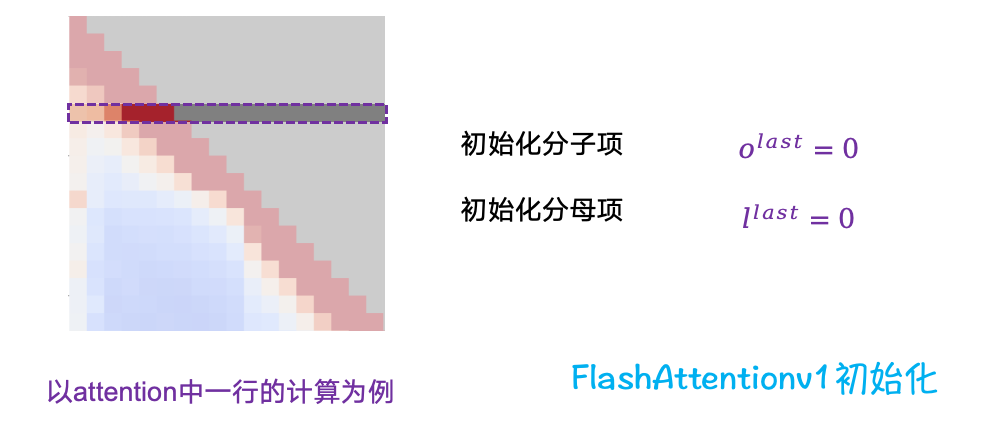 初始化分子项 o^{last} = 0
初始化分母项 l^{last} = 0
以attention中一行的计算为例
FlashAttentionv1初始化